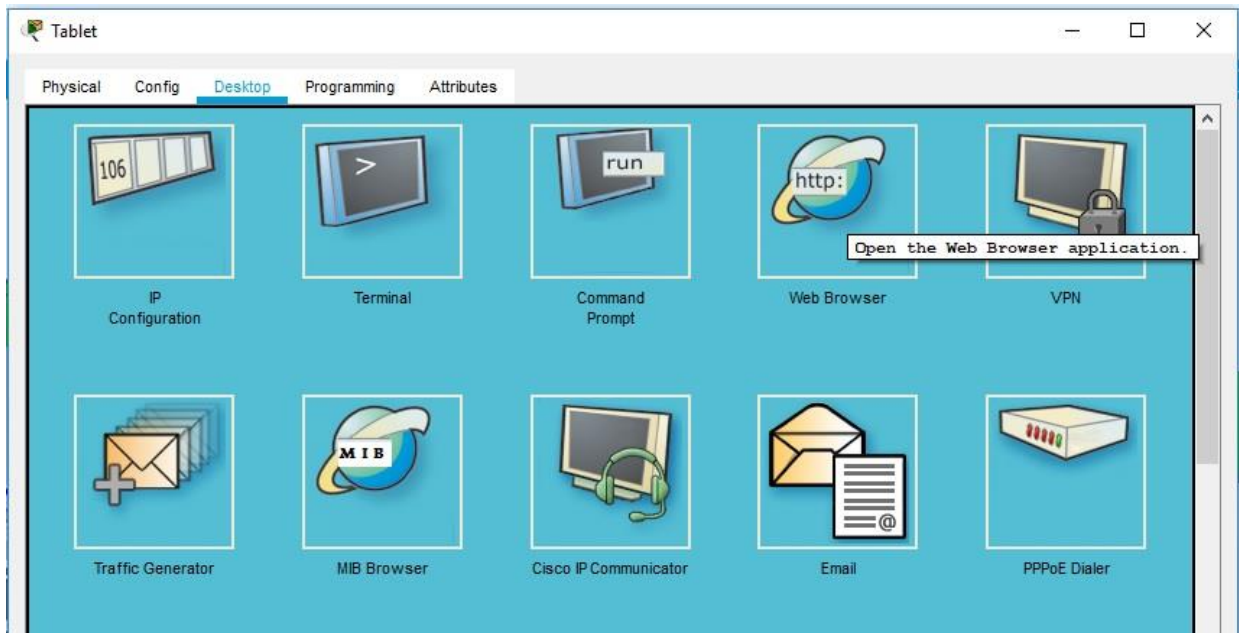 Tablet
Physical Config Desktop Programming Attributes
106
>
run
http:
Open the Web Browser application.
IP
Configuration
Terminal
Command
Prompt
Web Browser
VPN
MIB
@
Traffic Generator
MIB Browser
Cisco IP Communicator
Email
PPPoE Dialer